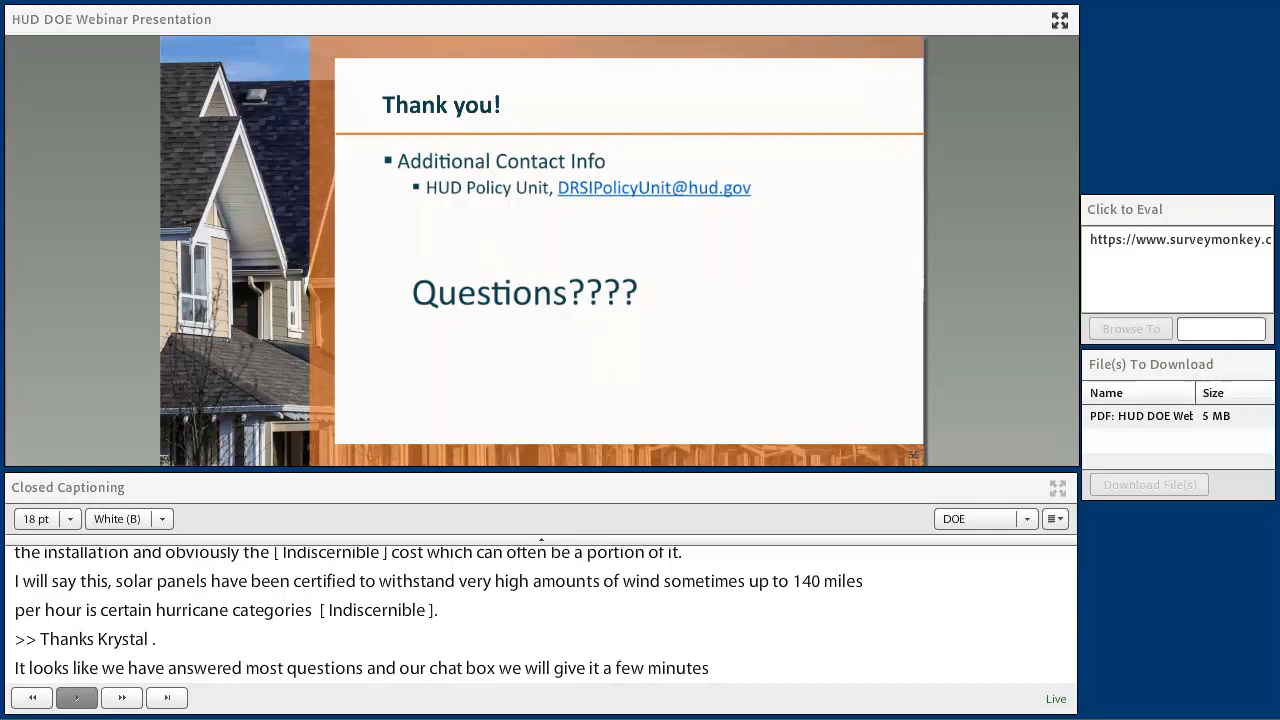 HUD DOE Webinar Presentation
Thank you!
Additional Contact Info
HUD Policy Unit, DRSIPolicyUnit@hud.gov
Questions????
56
Click to Eval
https://www.surveymonkey.c
Browse To
File(s) To Download
Name Size
PDF: HUD DOE Wet 5 MB
Download File(s)
Closed Captioning
18 pt White (B) DOE
the installation and obviously the [ Indiscernible ] cost which can often be a portion of it.
I will say this, solar panels have been certified to withstand very high amounts of wind sometimes up to 140 miles
per hour is certain hurricane categories [ Indiscernible ].
>> Thanks Krystal .
It looks like we have answered most questions and our chat box we will give it a few minutes
Live